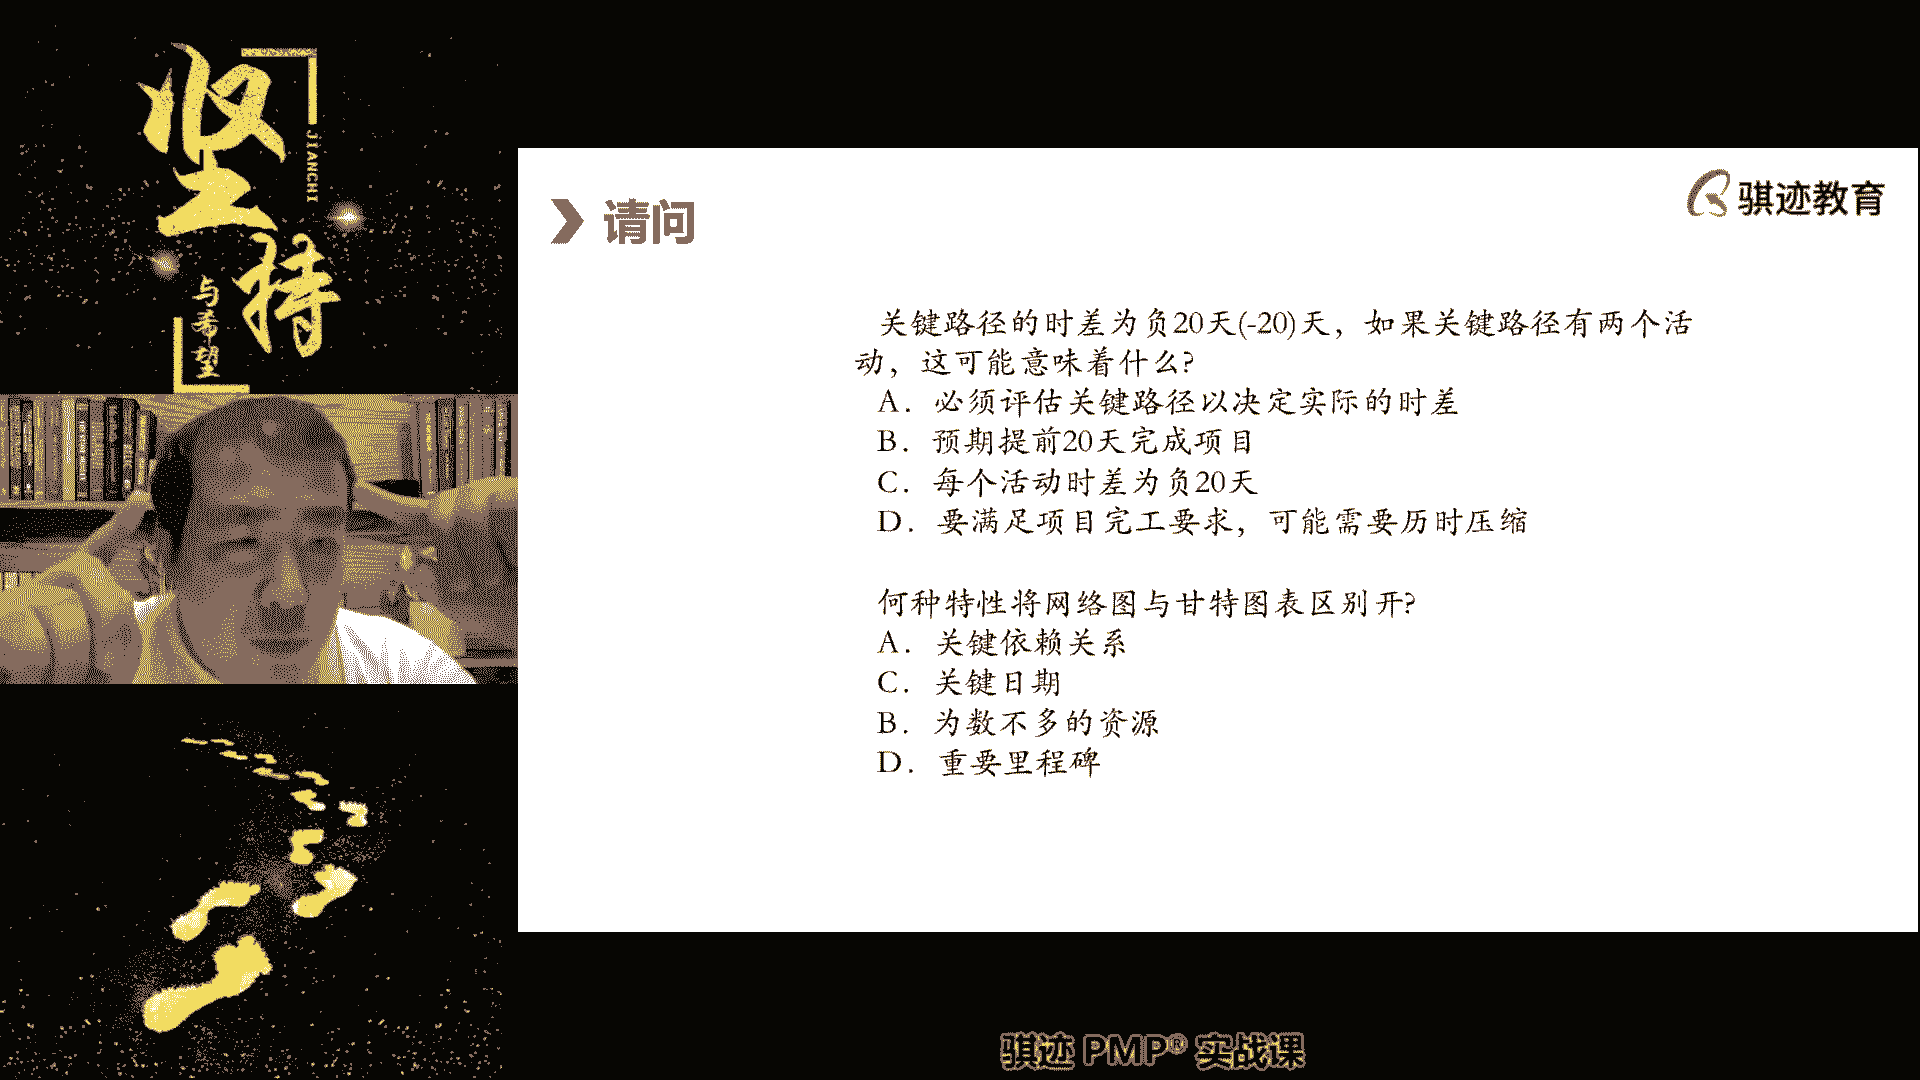 坚持
JIANCHI
与希望
骐迹教育
请问
关键路径的时差为负20天(-20)天，如果关键路径有两个活
动，这可能意味着什么?
A．必须评估关键路径以决定实际的时差
B．预期提前20天完成项目
C．每个活动时差为负20天
D．要满足项目完工要求，可能需要历时压缩
何种特性将网络图与甘特图表区别开?
A．关键依赖关系
C．关键日期
B．为数不多的资源
D．重要里程碑
骐迹 PMP® 实战课